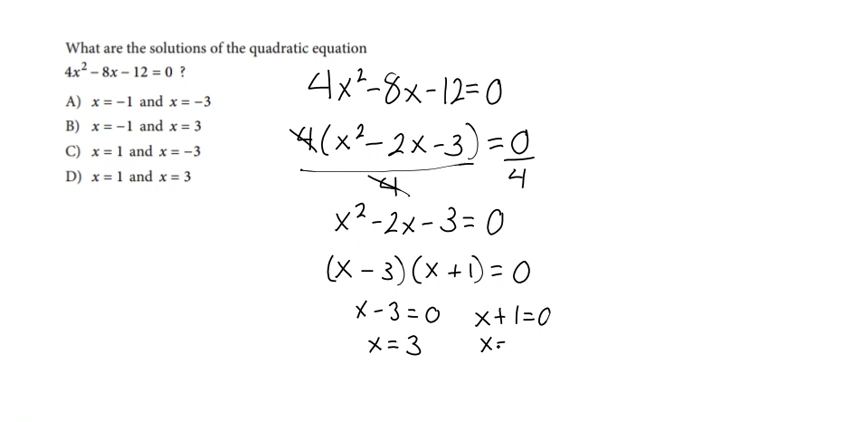 What are the solutions of the quadratic equation
4x² – 8x – 12 = 0 ?
A) x = –1 and x = –3
B) x = –1 and x = 3
C) x = 1 and x = –3
D) x = 1 and x = 3
4x²-8x-12=0
4(x²-2x-3)=0
4 4
x²-2x-3=0
(x-3)(x+1)=0
x-3=0 x+1=0
x=3 x=